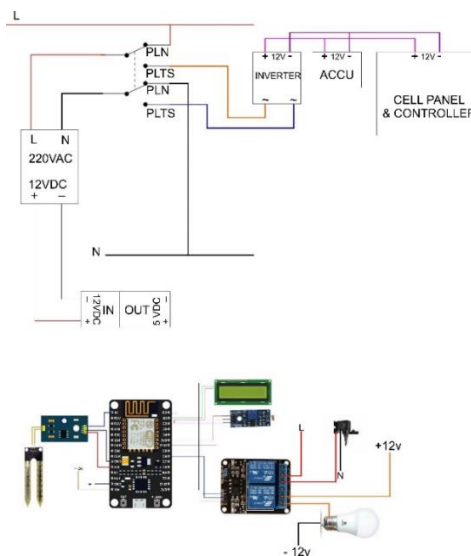 L
PLN
PLTS
PLN
PLTS
+ 12V -
INVERTER
~ ~
+ 12V -
ACCU
+ 12V -
CELL PANEL
& CONTROLLER
L N
220VAC
12VDC
+ −
N
− 12VDC + IN OUT 5 VDC − +
L
N
+12v
- 12v